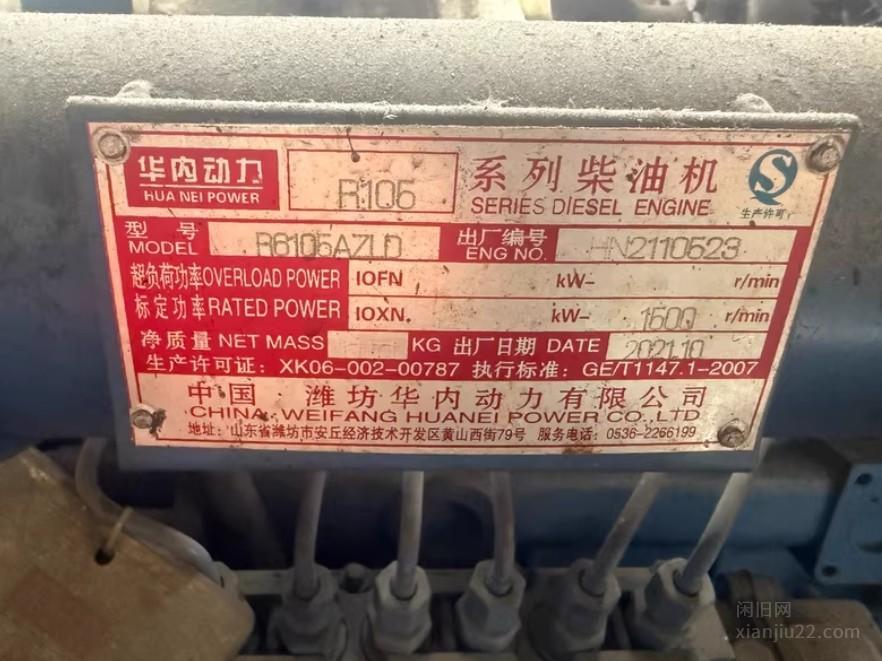 华内动力 R105 系列柴油机
HUA NEI POWER SERIES DIESEL ENGINE
生产许可
型号 R6105AZLD 出厂编号 HN2110523
MODEL ENG NO.
超负荷功率OVERLOAD POWER IOFN kW- r/min
标定功率RATED POWER IOXN kW- 1500 r/min
净质量 NET MASS KG 出厂日期 DATE 2021.10
生产许可证：XK06-002-00787 执行标准：GE/T1147.1-2007
中国·潍坊华内动力有限公司
CHINA·WEIFANG HUANEI POWER CO., LTD
地址：山东省潍坊市安丘经济技术开发区黄山西街79号 服务电话：0536-2266199
闲旧网
xianjiu22.com